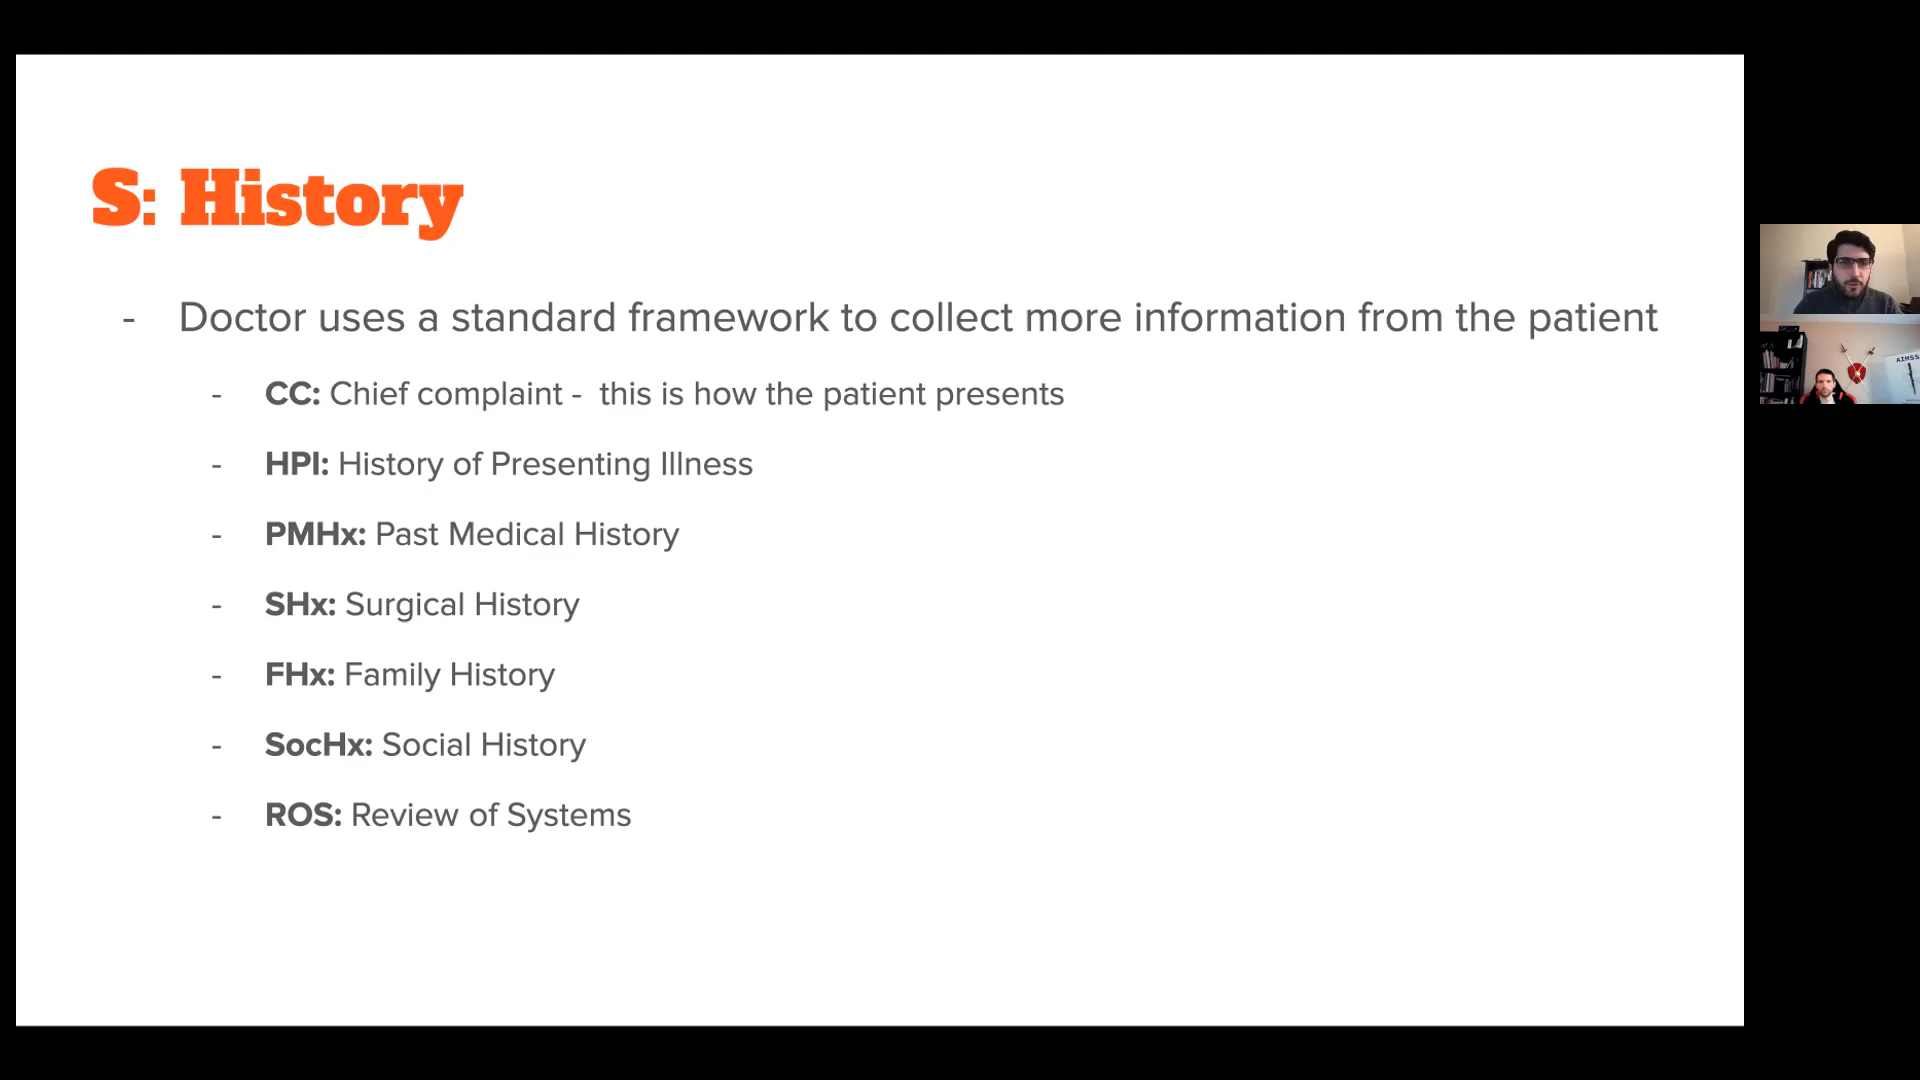 S: History
- Doctor uses a standard framework to collect more information from the patient
- CC: Chief complaint - this is how the patient presents
- HPI: History of Presenting Illness
- PMHx: Past Medical History
- SHx: Surgical History
- FHx: Family History
- SocHx: Social History
- ROS: Review of Systems
AIMSS